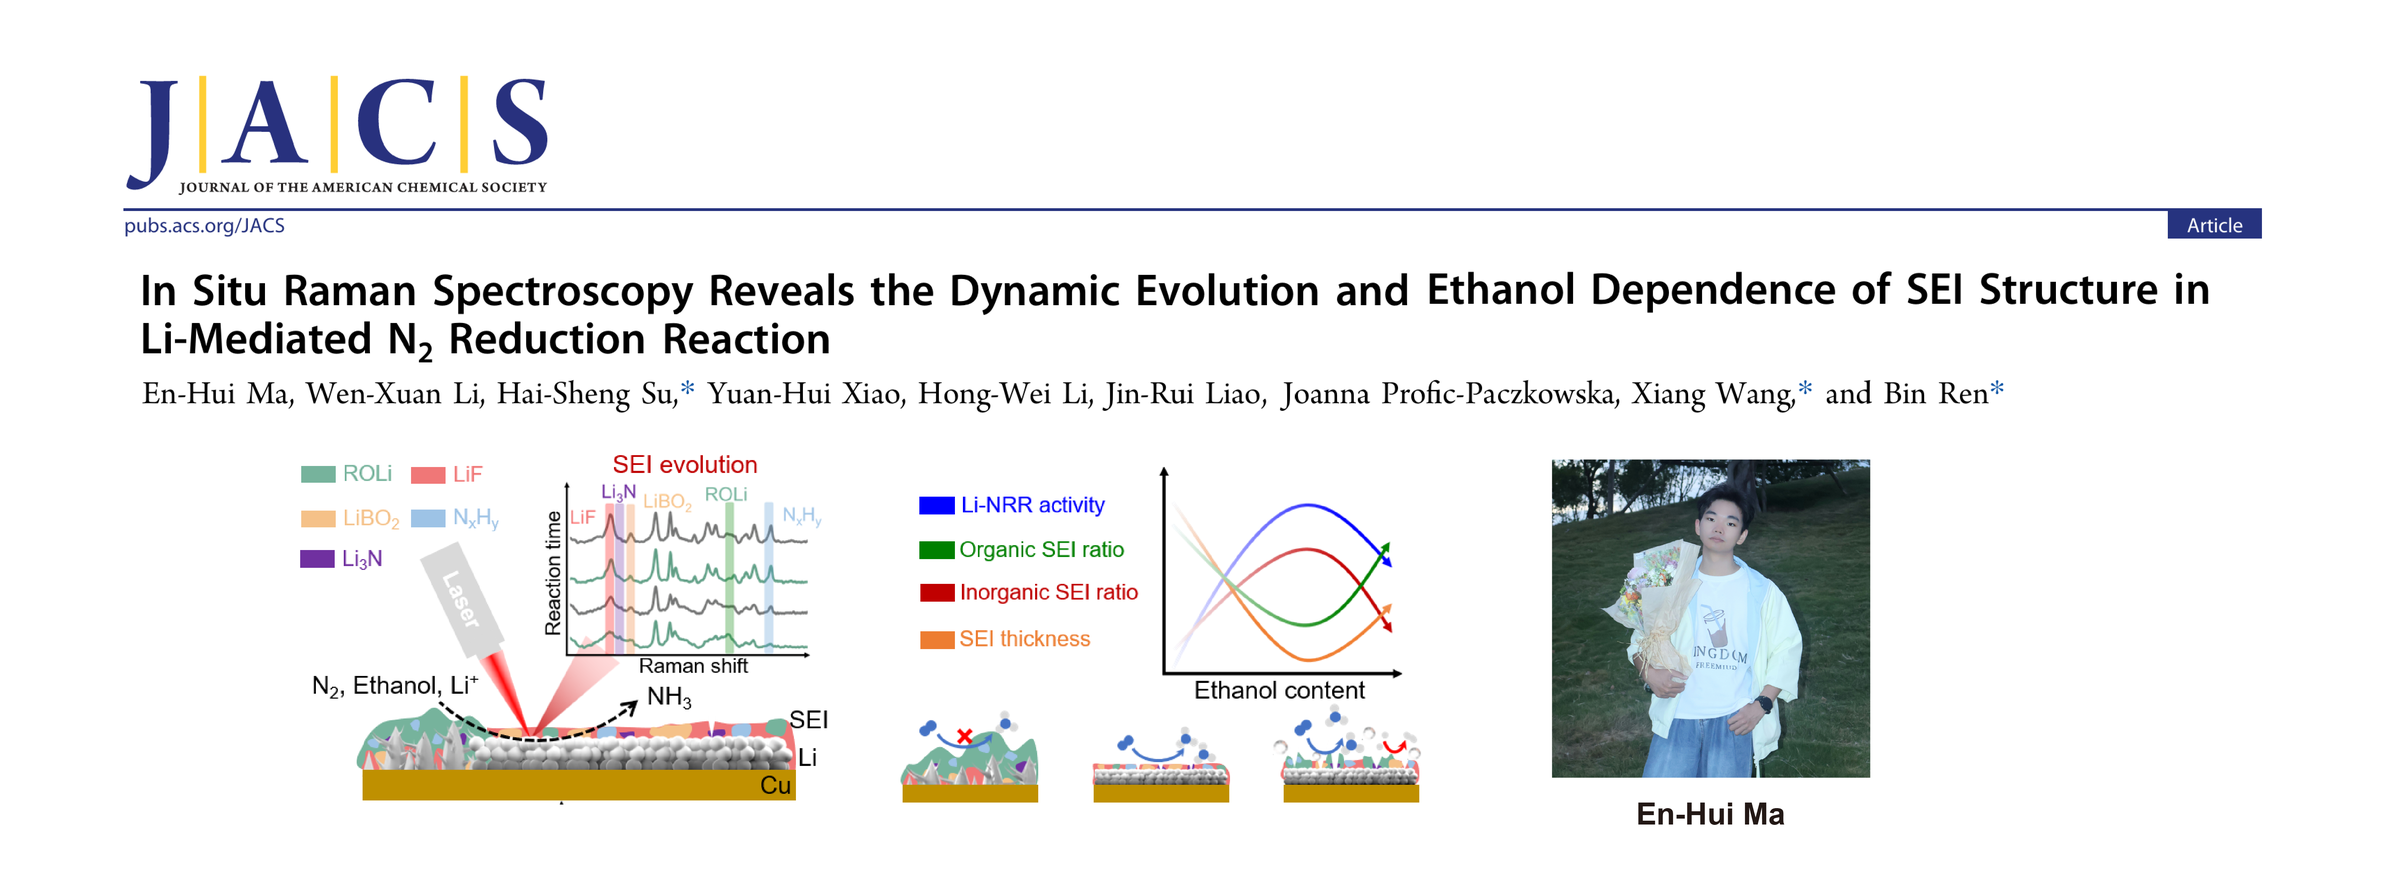 J|A|C|S
JOURNAL OF THE AMERICAN CHEMICAL SOCIETY
pubs.acs.org/JACS
Article
In Situ Raman Spectroscopy Reveals the Dynamic Evolution and Ethanol Dependence of SEI Structure in
Li-Mediated N₂ Reduction Reaction
En-Hui Ma, Wen-Xuan Li, Hai-Sheng Su,* Yuan-Hui Xiao, Hong-Wei Li, Jin-Rui Liao, Joanna Profic-Paczkowska, Xiang Wang,* and Bin Ren*
ROLi
LiF
LiBO₂
NₓHᵧ
Li₃N
Laser
SEI evolution
LiF
Li₃N
LiBO₂
ROLi
NₓHᵧ
Reaction time
Raman shift
N₂, Ethanol, Li⁺
NH₃
SEI
Li
Cu
Li-NRR activity
Organic SEI ratio
Inorganic SEI ratio
SEI thickness
Ethanol content
INGDOM
FREEMIUD
En-Hui Ma